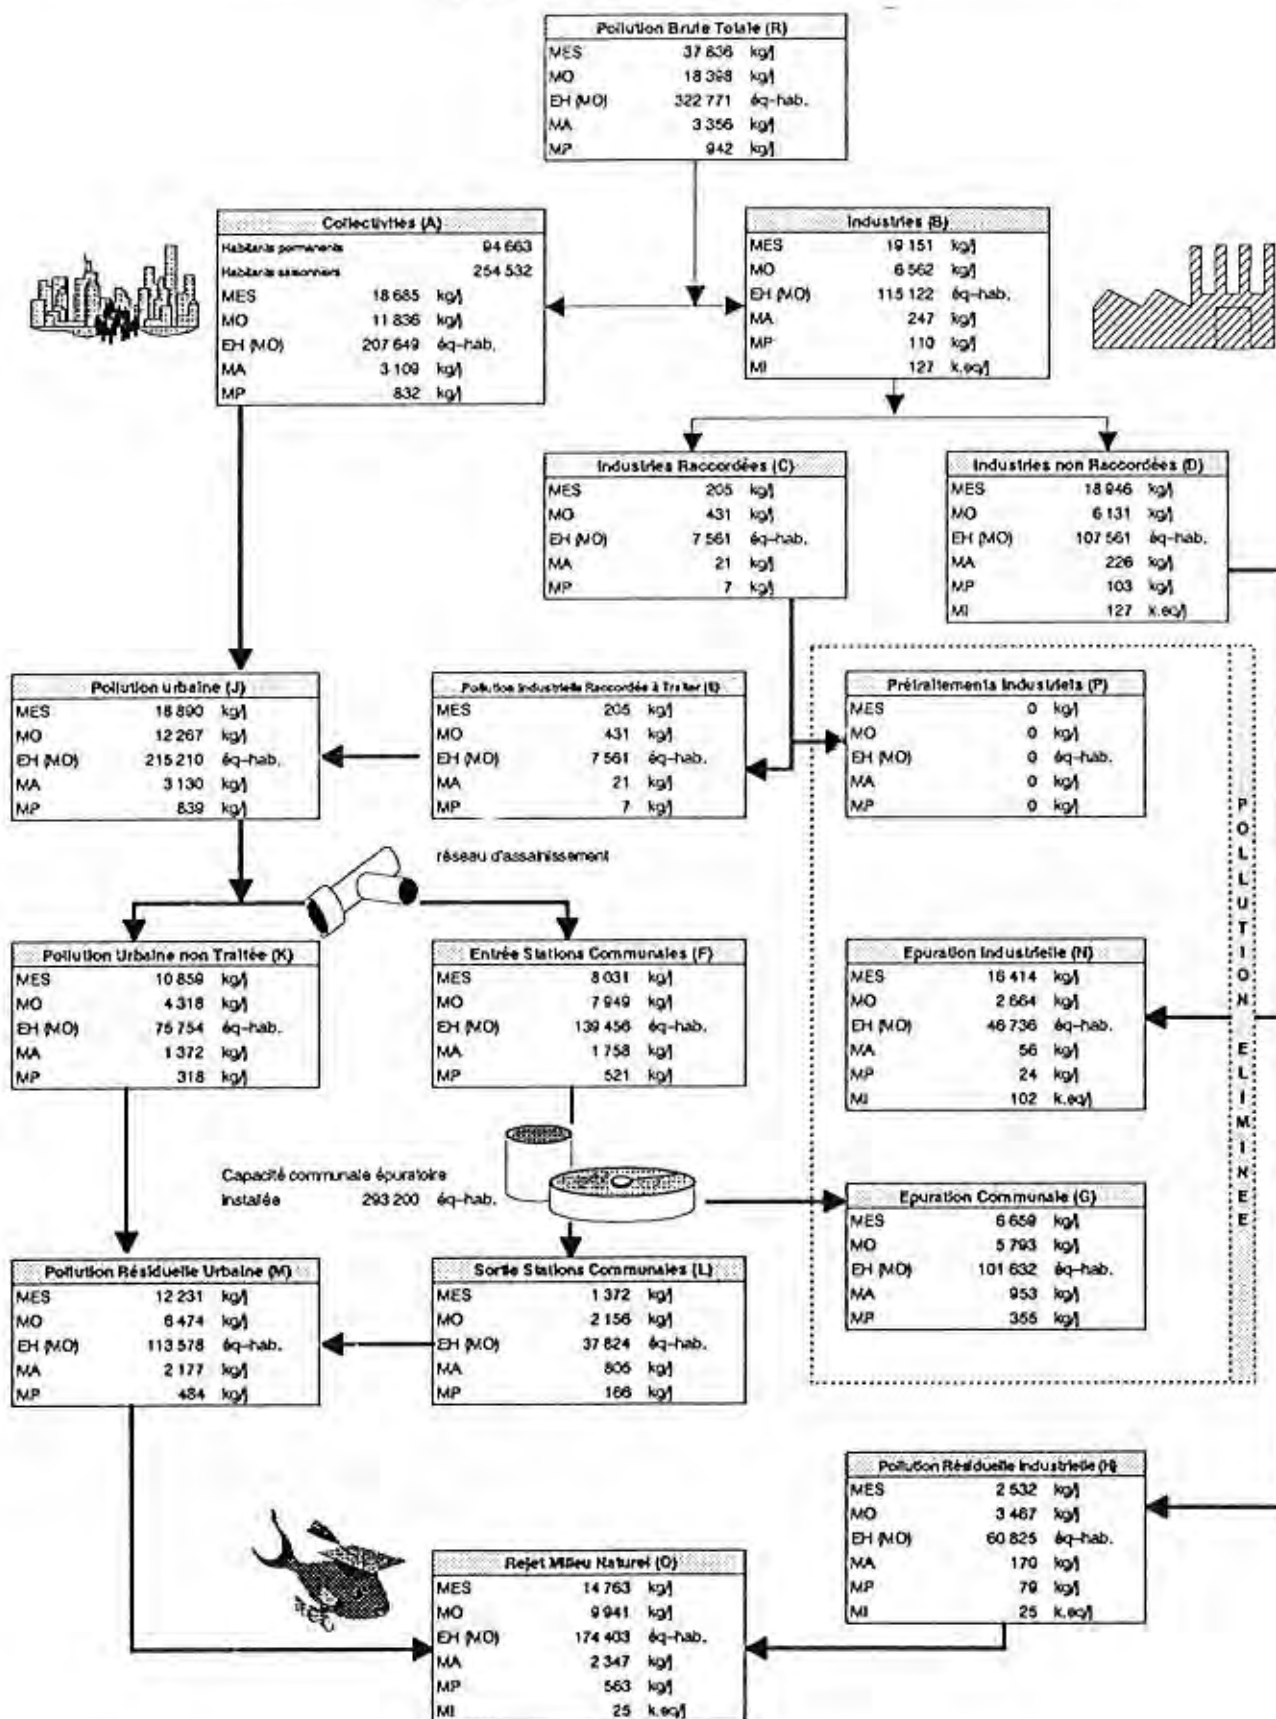 Pollution Brute Totale (R)
MES 37 836 kg/j
MO 18 398 kg/j
EH (MO) 322 771 éq-hab.
MA 3 356 kg/j
MP 942 kg/j
Collectivités (A)
Habitants permanents 94 663
Habitants saisonniers 254 532
MES 18 685 kg/j
MO 11 836 kg/j
EH (MO) 207 649 éq-hab.
MA 3 109 kg/j
MP 832 kg/j
Industries (B)
MES 19 151 kg/j
MO 6 562 kg/j
EH (MO) 115 122 éq-hab.
MA 247 kg/j
MP 110 kg/j
MI 127 k.eq/j
Industries Raccordées (C)
MES 205 kg/j
MO 431 kg/j
EH (MO) 7 561 éq-hab.
MA 21 kg/j
MP 7 kg/j
Industries non Raccordées (D)
MES 18 946 kg/j
MO 6 131 kg/j
EH (MO) 107 561 éq-hab.
MA 226 kg/j
MP 103 kg/j
MI 127 k.eq/j
Pollution urbaine (J)
MES 18 890 kg/j
MO 12 267 kg/j
EH (MO) 215 210 éq-hab.
MA 3 130 kg/j
MP 839 kg/j
Pollution Industrielle Raccordée à Traiter (E)
MES 205 kg/j
MO 431 kg/j
EH (MO) 7 561 éq-hab.
MA 21 kg/j
MP 7 kg/j
Prétraitements Industriels (P)
MES 0 kg/j
MO 0 kg/j
EH (MO) 0 éq-hab.
MA 0 kg/j
MP 0 kg/j
POLLUTION ELIMINEE
réseau d'assainissement
Pollution Urbaine non Traitée (K)
MES 10 859 kg/j
MO 4 318 kg/j
EH (MO) 75 754 éq-hab.
MA 1 372 kg/j
MP 318 kg/j
Entrée Stations Communales (F)
MES 8 031 kg/j
MO 7 949 kg/j
EH (MO) 139 456 éq-hab.
MA 1 758 kg/j
MP 521 kg/j
Epuration Industrielle (N)
MES 16 414 kg/j
MO 2 664 kg/j
EH (MO) 46 736 éq-hab.
MA 56 kg/j
MP 24 kg/j
MI 102 k.eq/j
Capacité communale épuratoire
installée 293 200 éq-hab.
Epuration Communale (G)
MES 6 659 kg/j
MO 5 793 kg/j
EH (MO) 101 632 éq-hab.
MA 953 kg/j
MP 355 kg/j
Pollution Résiduelle Urbaine (M)
MES 12 231 kg/j
MO 6 474 kg/j
EH (MO) 113 578 éq-hab.
MA 2 177 kg/j
MP 484 kg/j
Sortie Stations Communales (L)
MES 1 372 kg/j
MO 2 156 kg/j
EH (MO) 37 824 éq-hab.
MA 805 kg/j
MP 166 kg/j
Pollution Résiduelle Industrielle (H)
MES 2 532 kg/j
MO 3 467 kg/j
EH (MO) 60 825 éq-hab.
MA 170 kg/j
MP 79 kg/j
MI 25 k.eq/j
Rejet Milieu Naturel (O)
MES 14 763 kg/j
MO 9 941 kg/j
EH (MO) 174 403 éq-hab.
MA 2 347 kg/j
MP 563 kg/j
MI 25 k.eq/j